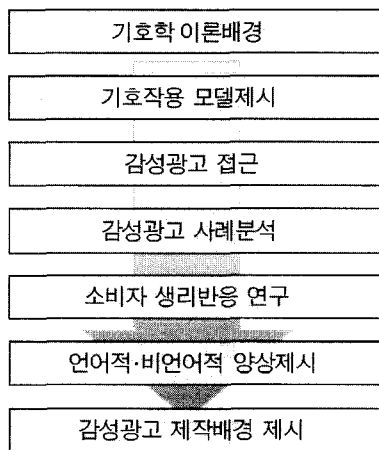 기호학 이론배경
기호작용 모델제시
감성광고 접근
감성광고 사례분석
소비자 생리반응 연구
언어적·비언어적 양상제시
감성광고 제작배경 제시